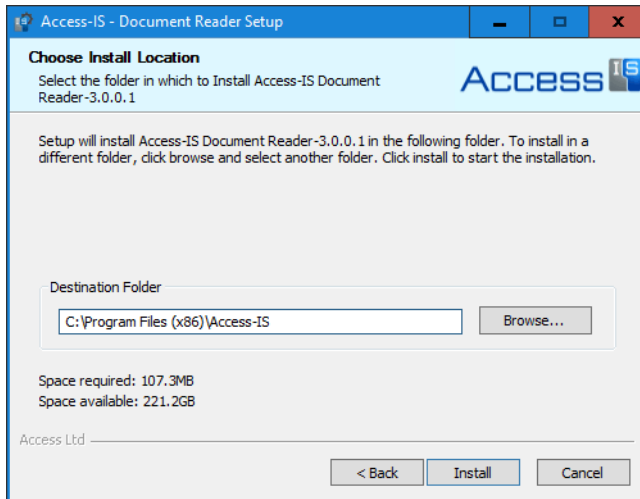 Access-IS - Document Reader Setup
Choose Install Location
Select the folder in which to Install Access-IS Document
Reader-3.0.0.1
Access IS
Setup will install Access-IS Document Reader-3.0.0.1 in the following folder. To install in a
different folder, click browse and select another folder. Click install to start the installation.
Destination Folder
C:\Program Files (x86)\Access-IS
Browse...
Space required: 107.3MB
Space available: 221.2GB
Access Ltd
< Back
Install
Cancel